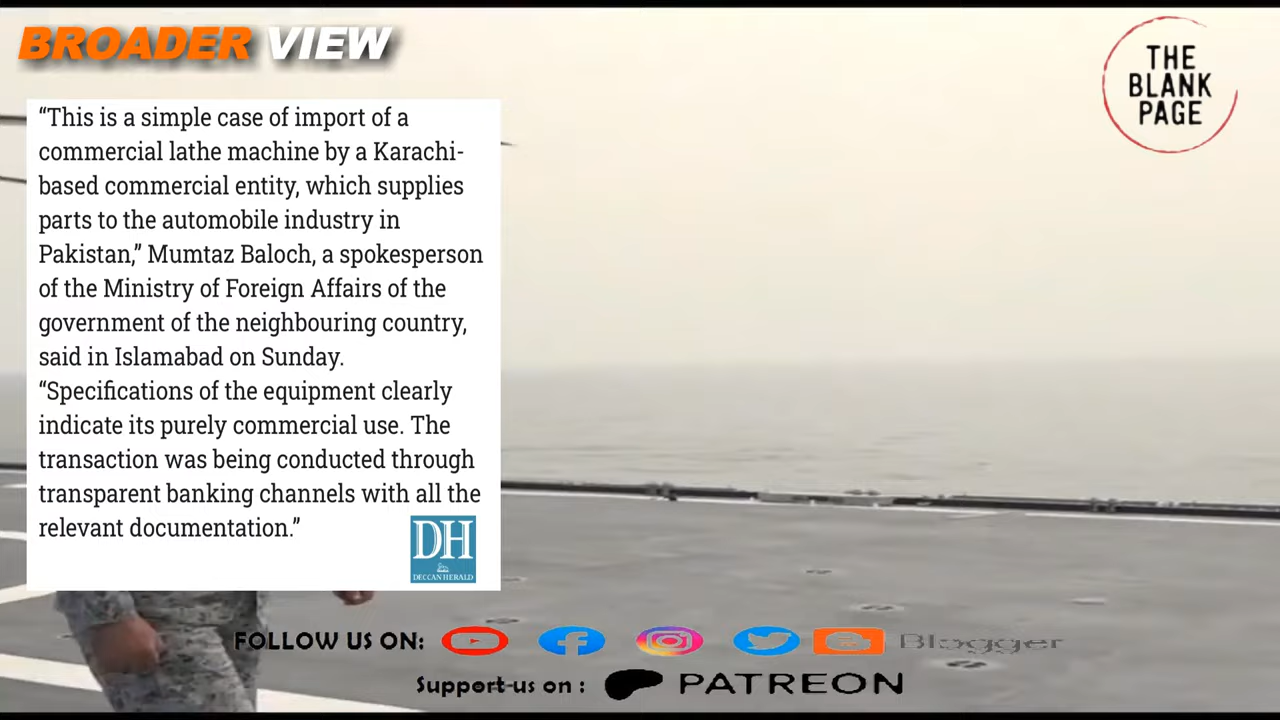 BROADER VIEW
THE
BLANK
PAGE
“This is a simple case of import of a
commercial lathe machine by a Karachi-
based commercial entity, which supplies
parts to the automobile industry in
Pakistan,” Mumtaz Baloch, a spokesperson
of the Ministry of Foreign Affairs of the
government of the neighbouring country,
said in Islamabad on Sunday.
“Specifications of the equipment clearly
indicate its purely commercial use. The
transaction was being conducted through
transparent banking channels with all the
relevant documentation.”
DH
DECCAN HERALD
FOLLOW US ON:
Blogger
Support us on :
PATREON